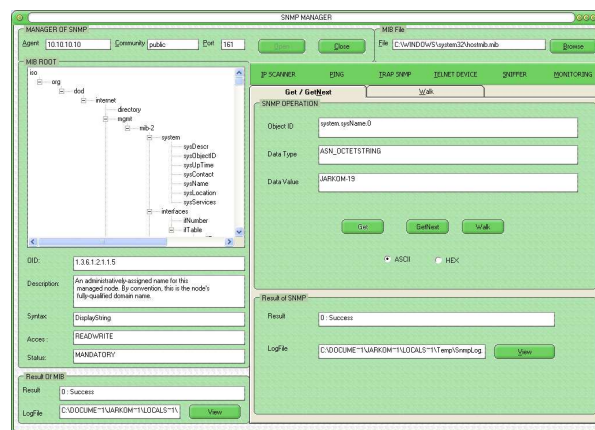 SNMP MANAGER
MANAGER OF SNMP
Agent 10.10.10.10 Community public Port 161 Close
MIB File
File C:\WINDOWS\system32\hostmib.mib Browse
MIB ROOT
iso
org
dod
internet
directory
mgmt
mib-2
system
sysDescr
sysObjectID
sysUpTime
sysContact
sysName
sysLocation
sysServices
interfaces
ifNumber
ifTable
OID: 1.3.6.1.2.1.1.5
Description: An administratively-assigned name for this
managed node. By convention, this is the node's
fully-qualified domain name.
Syntax DisplayString
Acces : READWRITE
Status: MANDATORY
Result Of MIB
Result 0 : Success
LogFile C:\DOCUME~1\JARKOM~1\LOCALS~1\ View
IP SCANNER PING TRAP SNMP TELNET DEVICE SNIFFER MONITORING
Get / GetNext Walk
SNMP OPERATION
Object ID system.sysName.0
Data Type ASN_OCTETSTRING
Data Value JARKOM-19
Get GetNext Walk
ASCII HEX
Result of SNMP
Result 0 : Success
LogFile C:\DOCUME~1\JARKOM~1\LOCALS~1\Temp\SnmpLog. View